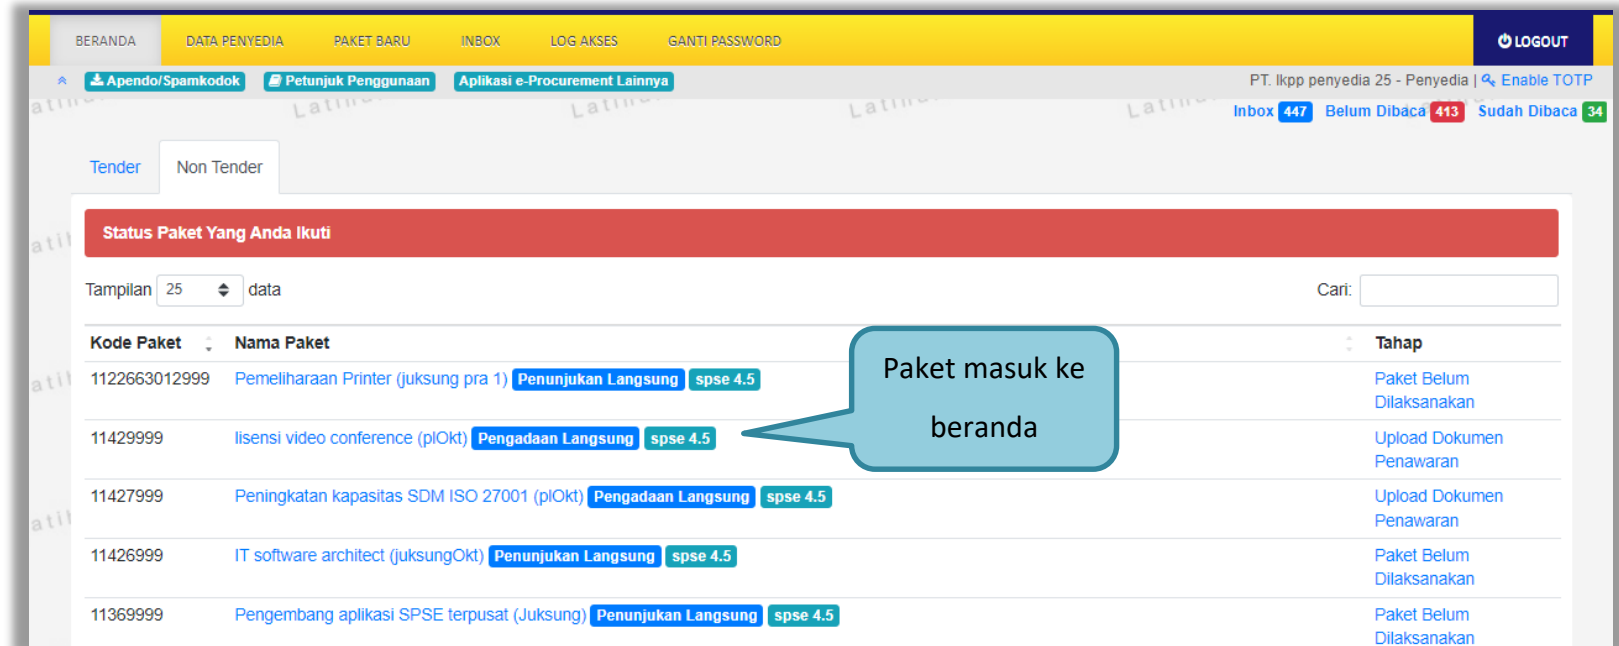 BERANDA DATA PENYEDIA PAKET BARU INBOX LOG AKSES GANTI PASSWORD LOGOUT
Apendo/Spamkodok Petunjuk Penggunaan Aplikasi e-Procurement Lainnya PT. lkpp penyedia 25 - Penyedia | Enable TOTP
Inbox 447 Belum Dibaca 413 Sudah Dibaca 34
Tender Non Tender
Status Paket Yang Anda Ikuti
Tampilan 25 data Cari:
Kode Paket Nama Paket Tahap
1122663012999 Pemeliharaan Printer (juksung pra 1) Penunjukan Langsung spse 4.5 Paket Belum
Dilaksanakan
11429999 lisensi video conference (plOkt) Pengadaan Langsung spse 4.5 Upload Dokumen
Penawaran
11427999 Peningkatan kapasitas SDM ISO 27001 (plOkt) Pengadaan Langsung spse 4.5 Upload Dokumen
Penawaran
11426999 IT software architect (juksungOkt) Penunjukan Langsung spse 4.5 Paket Belum
Dilaksanakan
11369999 Pengembang aplikasi SPSE terpusat (Juksung) Penunjukan Langsung spse 4.5 Paket Belum
Dilaksanakan
Paket masuk ke
beranda